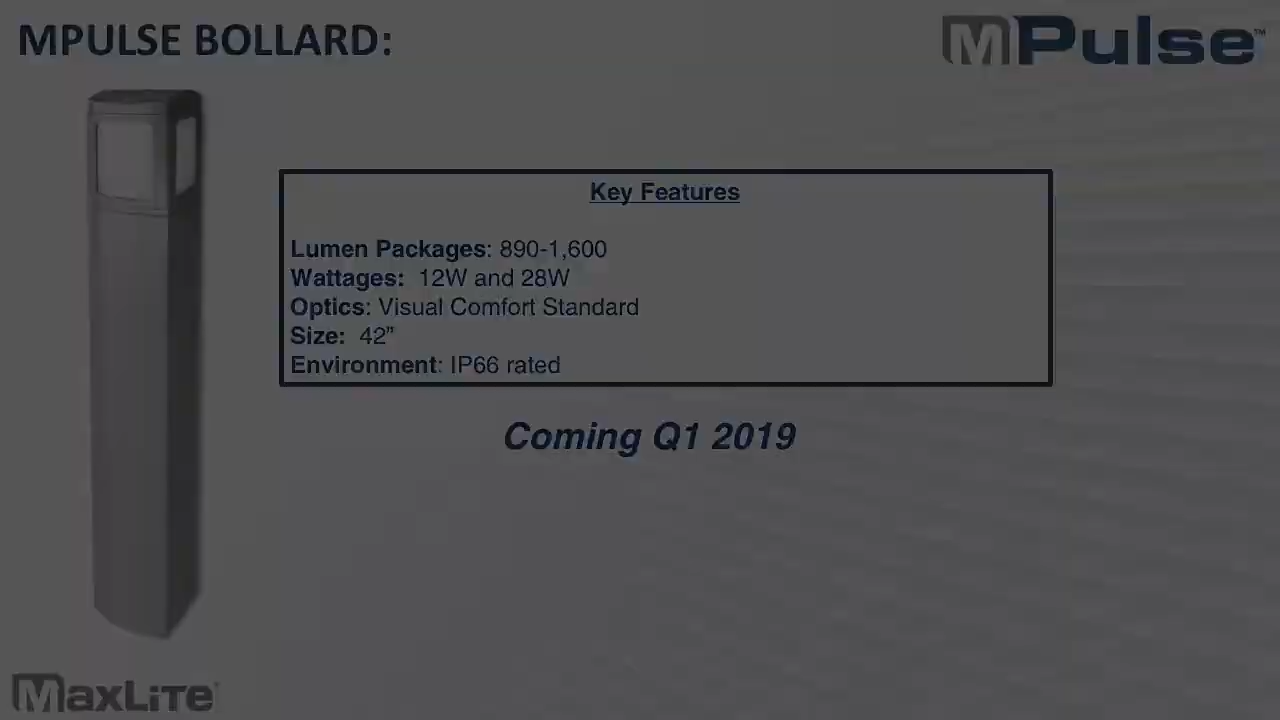 MPULSE BOLLARD:
MPulse™
Key Features
Lumen Packages: 890-1,600
Wattages: 12W and 28W
Optics: Visual Comfort Standard
Size: 42”
Environment: IP66 rated
Coming Q1 2019
MaxLite®